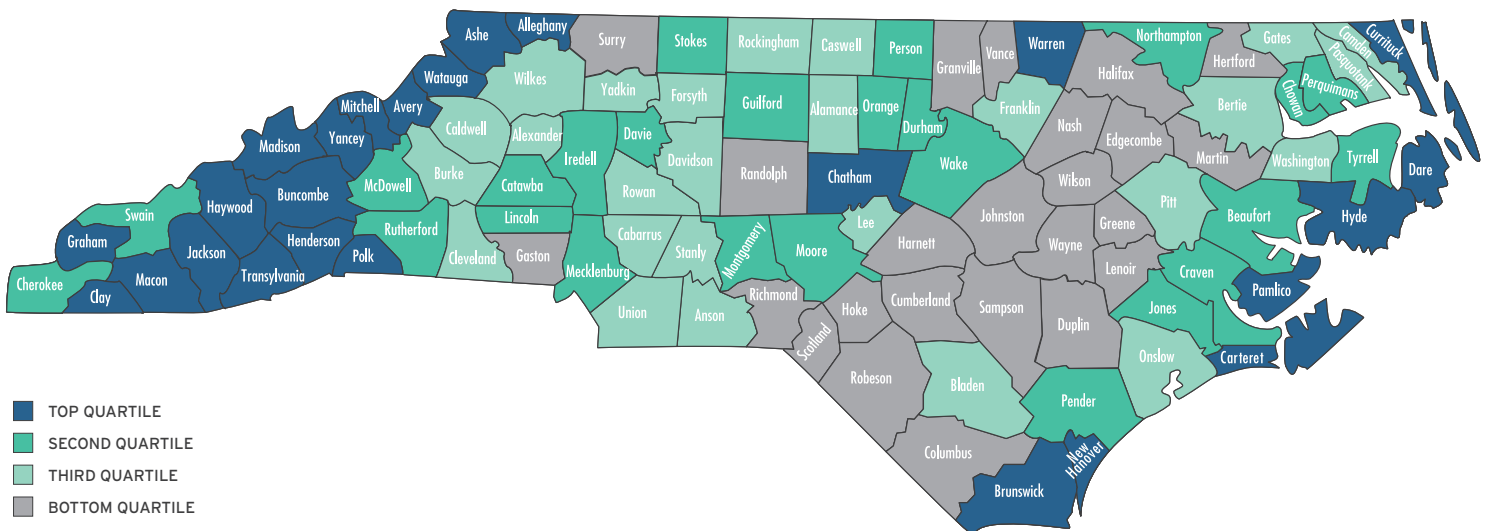 Ashe
Alleghany
Surry
Stokes
Rockingham
Caswell
Person
Granville
Vance
Warren
Northampton
Halifax
Hertford
Gates
Camden
Pasquotank
Currituck
Perquimans
Chowan
Bertie
Watauga
Wilkes
Yadkin
Forsyth
Guilford
Alamance
Orange
Durham
Franklin
Nash
Edgecombe
Martin
Washington
Tyrrell
Dare
Mitchell
Avery
Yancey
Madison
Caldwell
Alexander
Iredell
Davie
Davidson
Randolph
Chatham
Wake
Wilson
Pitt
Beaufort
Hyde
Buncombe
McDowell
Burke
Catawba
Rowan
Haywood
Swain
Graham
Cherokee
Clay
Macon
Jackson
Transylvania
Henderson
Polk
Rutherford
Cleveland
Lincoln
Gaston
Mecklenburg
Cabarrus
Stanly
Montgomery
Moore
Lee
Harnett
Johnston
Wayne
Greene
Lenoir
Craven
Pamlico
Jones
Carteret
Onslow
Union
Anson
Richmond
Scotland
Hoke
Cumberland
Sampson
Duplin
Robeson
Bladen
Pender
Columbus
Brunswick
New
Hanover
TOP QUARTILE
SECOND QUARTILE
THIRD QUARTILE
BOTTOM QUARTILE